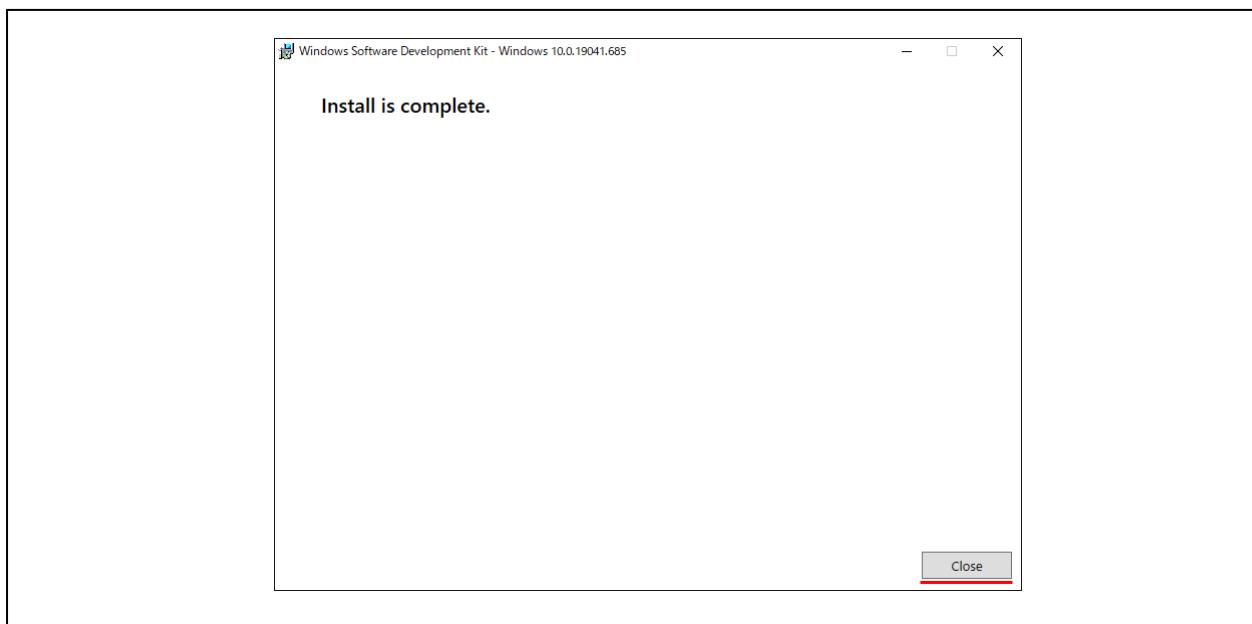 Windows Software Development Kit - Windows 10.0.19041.685
Install is complete.
Close